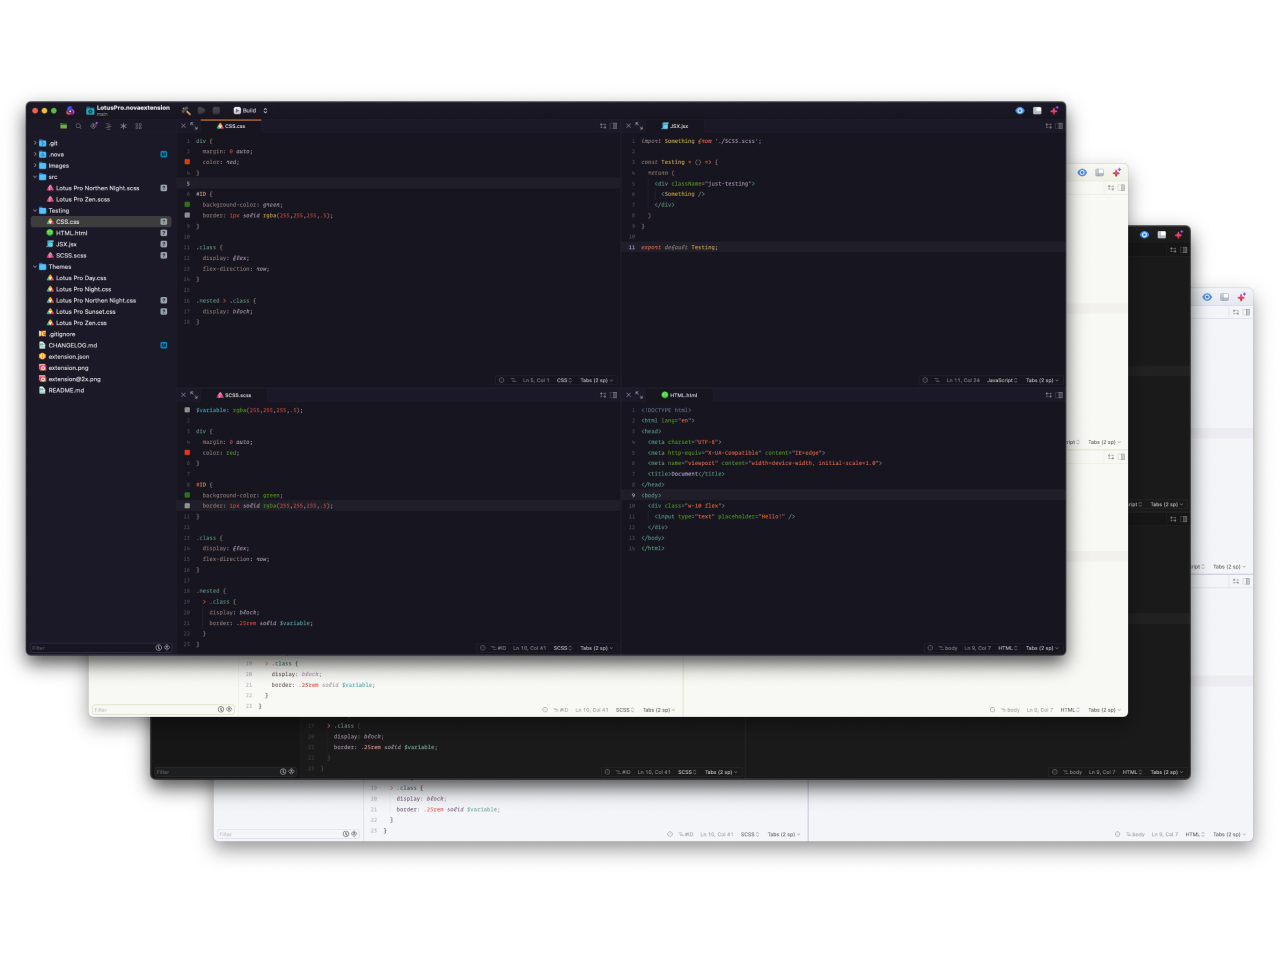 LotusPro.novaextension
main
Build
.git
.nova
Images
src
Lotus Pro Northen Night.scss
Lotus Pro Zen.scss
Testing
CSS.css
HTML.html
JSX.jsx
SCSS.scss
Themes
Lotus Pro Day.css
Lotus Pro Night.css
Lotus Pro Northen Night.css
Lotus Pro Sunset.css
Lotus Pro Zen.css
.gitignore
CHANGELOG.md
extension.json
extension.png
extension@2x.png
README.md
Filter
CSS.css
1 div {
2 margin: 0 auto;
3 color: red;
4 }
5
6 #ID {
7 background-color: green;
8 border: 1px solid rgba(255,255,255,.5);
9 }
10
11 .class {
12 display: flex;
13 flex-direction: row;
14 }
15
16 .nested > .class {
17 display: block;
18 }
Ln 5, Col 1 CSS Tabs (2 sp)
JSX.jsx
1 import Something from './SCSS.scss';
2
3 const Testing = () => {
4 return (
5 <div className="just-testing">
6 <Something />
7 </div>
8 )
9 }
10
11 export default Testing;
Ln 11, Col 24 JavaScript Tabs (2 sp)
SCSS.scss
$variable: rgba(255,255,255,.5);
2
3 div {
4 margin: 0 auto;
color: red;
6 }
7
8 #ID {
background-color: green;
border: 1px solid rgba(255,255,255,.5);
11 }
12
13 .class {
14 display: flex;
15 flex-direction: row;
16 }
17
18 .nested {
19 > .class {
20 display: block;
21 border: .25rem solid $variable;
22 }
23 }
#ID Ln 10, Col 41 SCSS Tabs (2 sp)
HTML.html
1 <!DOCTYPE html>
2 <html lang="en">
3 <head>
4 <meta charset="UTF-8">
5 <meta http-equiv="X-UA-Compatible" content="IE=edge">
6 <meta name="viewport" content="width=device-width, initial-scale=1.0">
7 <title>Document</title>
8 </head>
9 <body>
10 <div class="w-10 flex">
11 <input type="text" placeholder="Hello!" />
12 </div>
13 </body>
14 </html>
body Ln 9, Col 7 HTML Tabs (2 sp)
Tabs (2 sp)
19 > .class {
20 display: block;
21 border: .25rem solid $variable;
22 }
23 }
Filter
#ID Ln 10, Col 41 SCSS Tabs (2 sp)
body Ln 9, Col 7 HTML Tabs (2 sp)
Tabs (2 sp)
19 > .class {
20 display: block;
21 border: .25rem solid $variable;
22 }
23 }
Filter
#ID Ln 10, Col 41 SCSS Tabs (2 sp)
body Ln 9, Col 7 HTML Tabs (2 sp)
Tabs (2 sp)
19 > .class {
20 display: block;
21 border: .25rem solid $variable;
22 }
23 }
Filter
#ID Ln 10, Col 41 SCSS Tabs (2 sp)
body Ln 9, Col 7 HTML Tabs (2 sp)